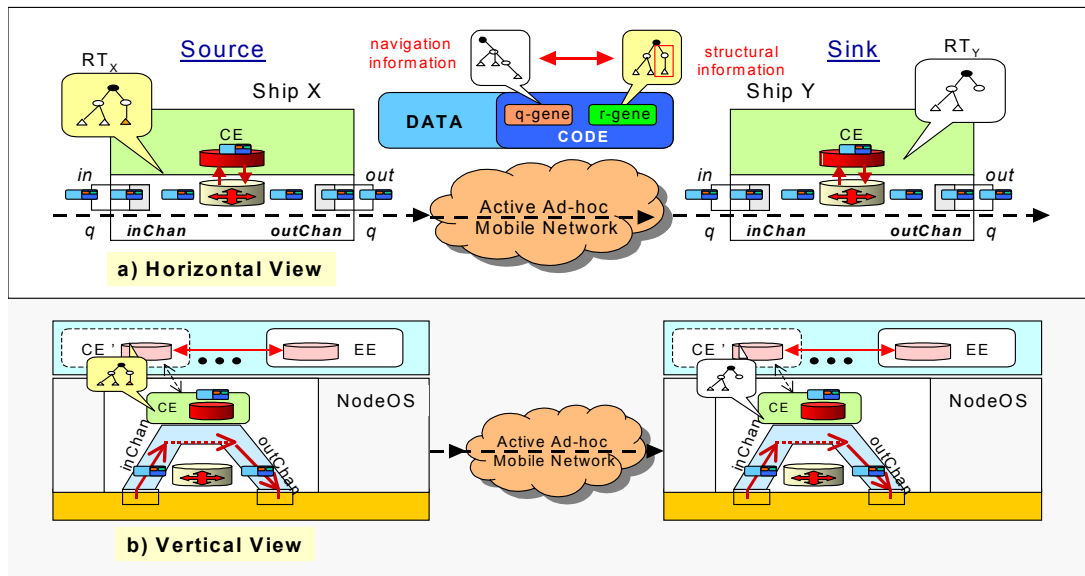 Source
navigation
information
structural
information
Sink
RTX
RTY
Ship X
Ship Y
DATA
q-gene
r-gene
CODE
CE
CE
in
out
in
out
Active Ad-hoc
Mobile Network
q
inChan
outChan
q
q
inChan
outChan
q
a) Horizontal View
CE '
EE
CE '
EE
NodeOS
NodeOS
CE
CE
inChan
outChan
inChan
outChan
Active Ad-hoc
Mobile Network
b) Vertical View